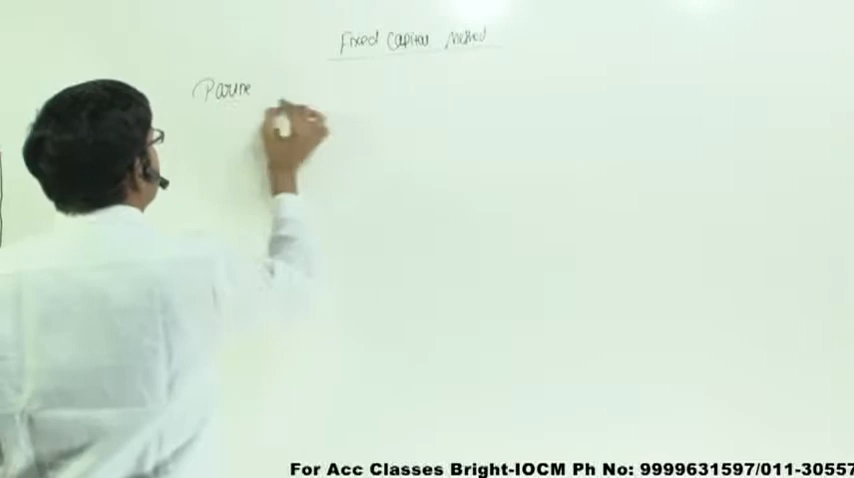 Fixed Capital Method
Partne
For Acc Classes Bright-IOCM Ph No: 9999631597/011-30557